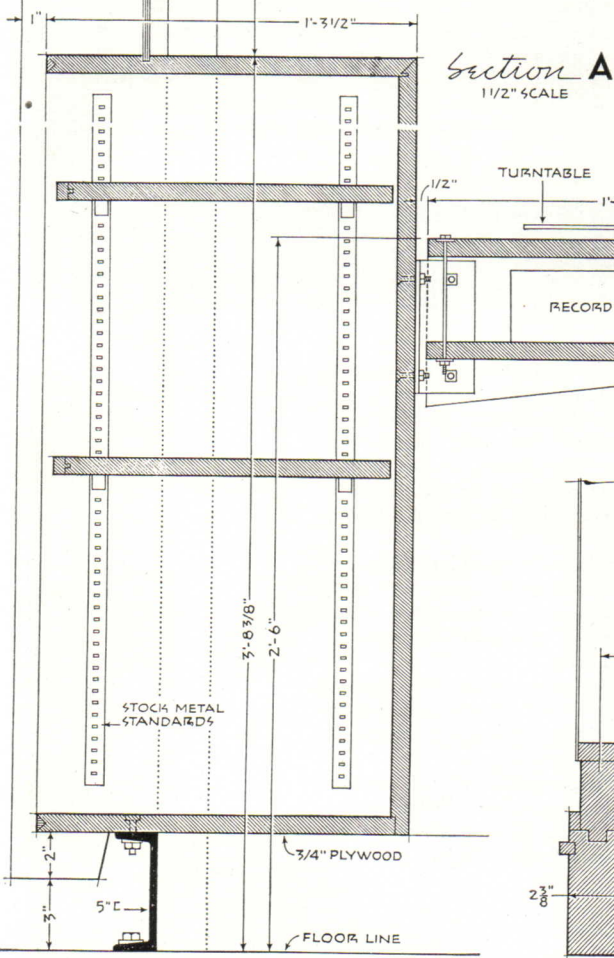 1"
1'-3 1/2"
Section A
1 1/2" SCALE
1/2"
TURNTABLE
1'-
RECORD
3'-8 3/8"
2'-6"
STOCK METAL
STANDARDS
2"
3/4" PLYWOOD
3"
5" [
2 3/8"
FLOOR LINE